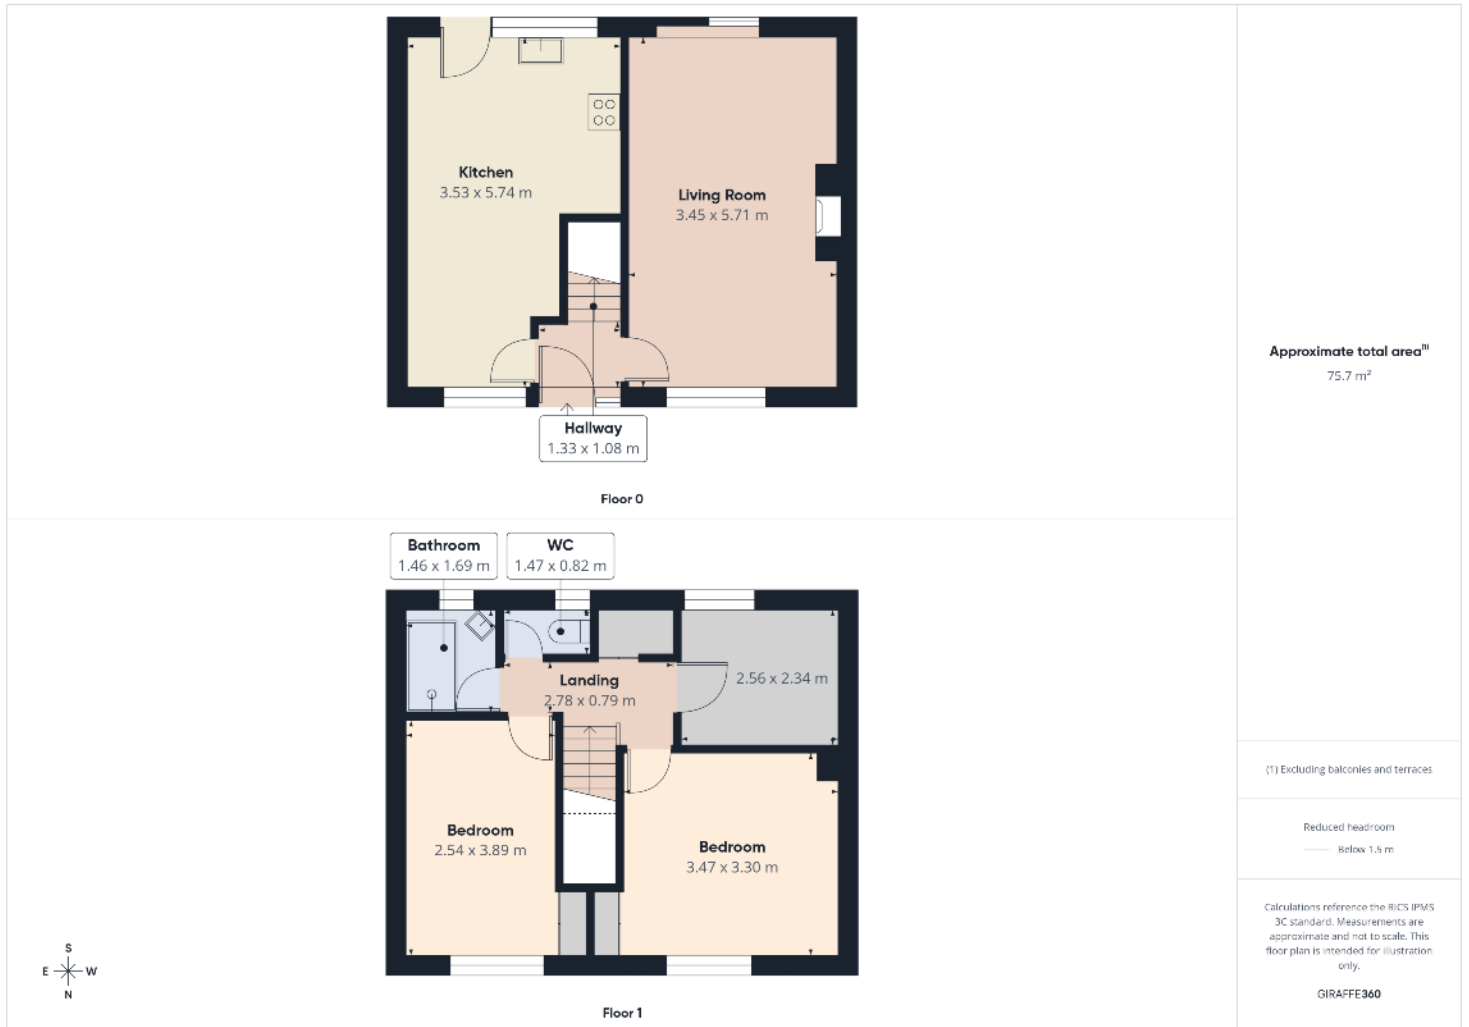 Kitchen
3.53 x 5.74 m
Living Room
3.45 x 5.71 m
Hallway
1.33 x 1.08 m
Floor 0
Approximate total area(1)
75.7 m²
Bathroom
1.46 x 1.69 m
WC
1.47 x 0.82 m
Landing
2.78 x 0.79 m
2.56 x 2.34 m
Bedroom
2.54 x 3.89 m
Bedroom
3.47 x 3.30 m
S
E W
N
Floor 1
(1) Excluding balconies and terraces
Reduced headroom
Below 1.5 m
Calculations reference the RICS IPMS
3C standard. Measurements are
approximate and not to scale. This
floor plan is intended for illustration
only.
GIRAFFE360